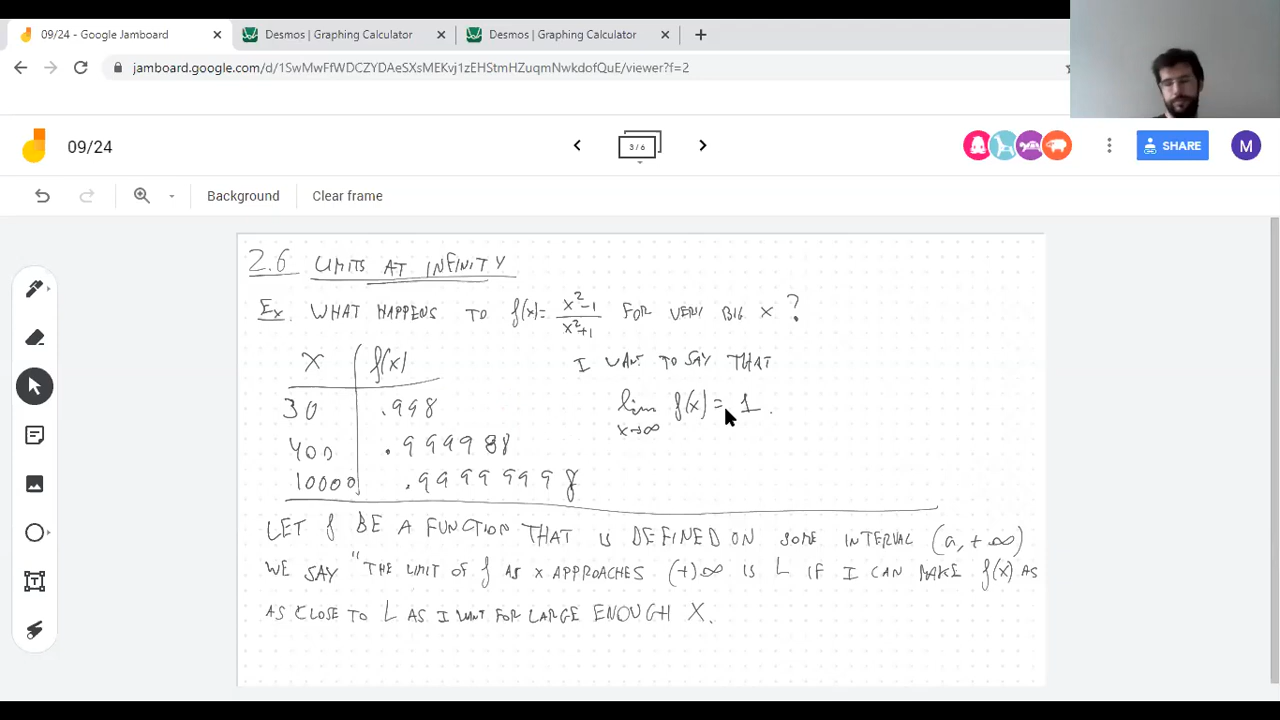 09/24 - Google Jamboard
Desmos | Graphing Calculator
Desmos | Graphing Calculator
jamboard.google.com/d/1SwMwFfWDCZYDAeSXsMEKvj1zEHStmHZuqmNwkdofQuE/viewer?f=2
09/24
3 / 6
SHARE
M
Background
Clear frame
2.6 LIMITS AT INFINITY
Ex. WHAT HAPPENS TO f(x)= x²-1 / x²+1 FOR VERY BIG x ?
x f(x)
I WANT TO SAY THAT
30 .998
lim x→∞ f(x) = 1.
400 .999988
10000 .99999998
LET f BE A FUNCTION THAT IS DEFINED ON SOME INTERVAL (a,+∞)
WE SAY "THE LIMIT OF f AS x APPROACHES (+)∞ IS L IF I CAN MAKE f(x) AS
AS CLOSE TO L AS I WANT FOR LARGE ENOUGH X.